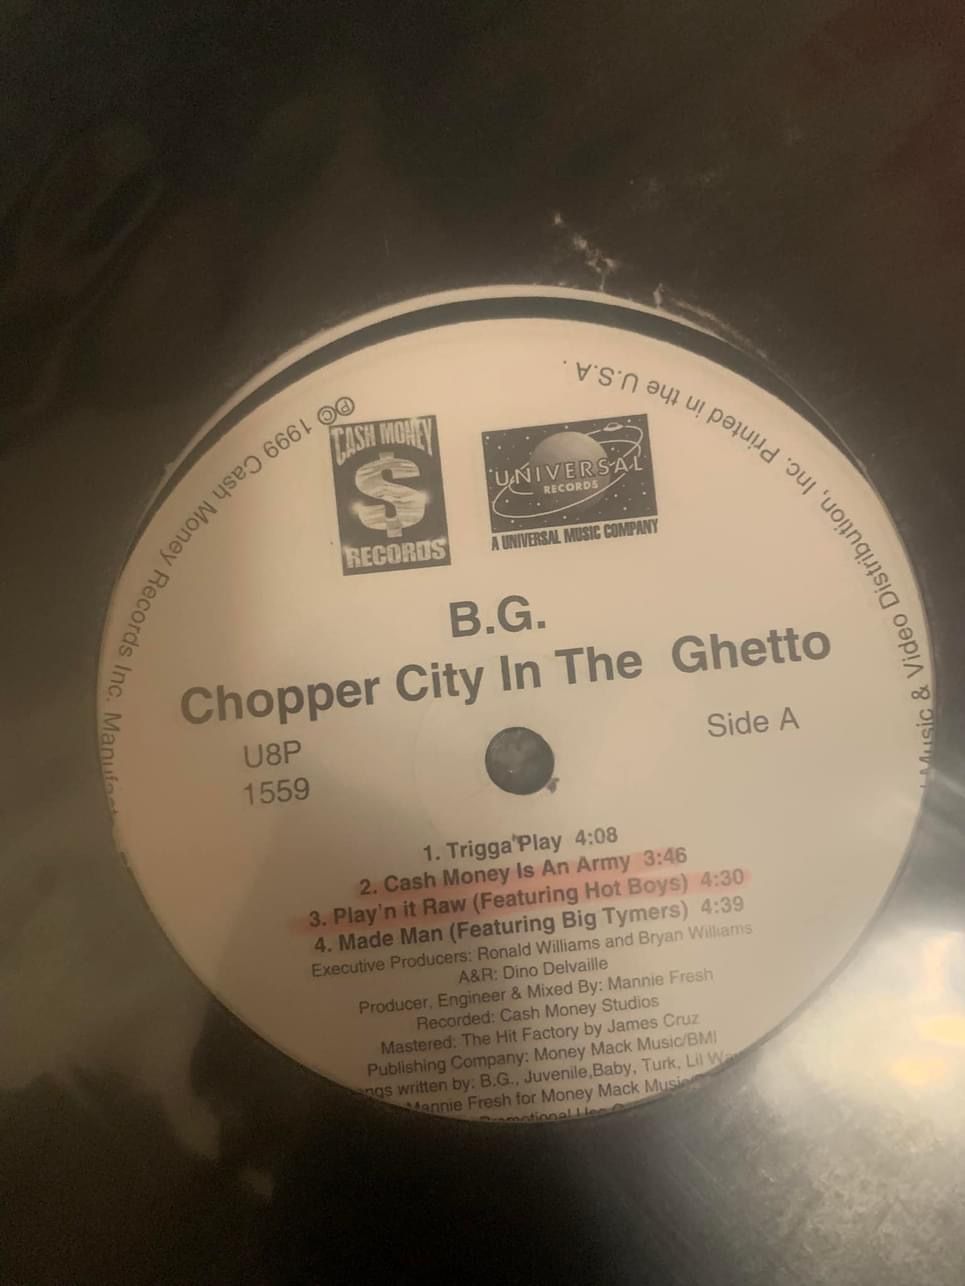 ℗© 1999 Cash Money Records Inc.
Music & Video Distribution, Inc. Printed in the U.S.A.
CASH MONEY
$
RECORDS
UNIVERSAL
RECORDS
A UNIVERSAL MUSIC COMPANY
B.G.
Chopper City In The Ghetto
U8P
1559
Side A
1. Trigga Play 4:08
2. Cash Money Is An Army 3:46
3. Play'n it Raw (Featuring Hot Boys) 4:30
4. Made Man (Featuring Big Tymers) 4:39
Executive Producers: Ronald Williams and Bryan Williams
A&R: Dino Delvaille
Producer, Engineer & Mixed By: Mannie Fresh
Recorded: Cash Money Studios
Mastered: The Hit Factory by James Cruz
Publishing Company: Money Mack Music/BMI
written by: B.G., Juvenile,Baby, Turk, Lil
Mannie Fresh for Money Mack Music